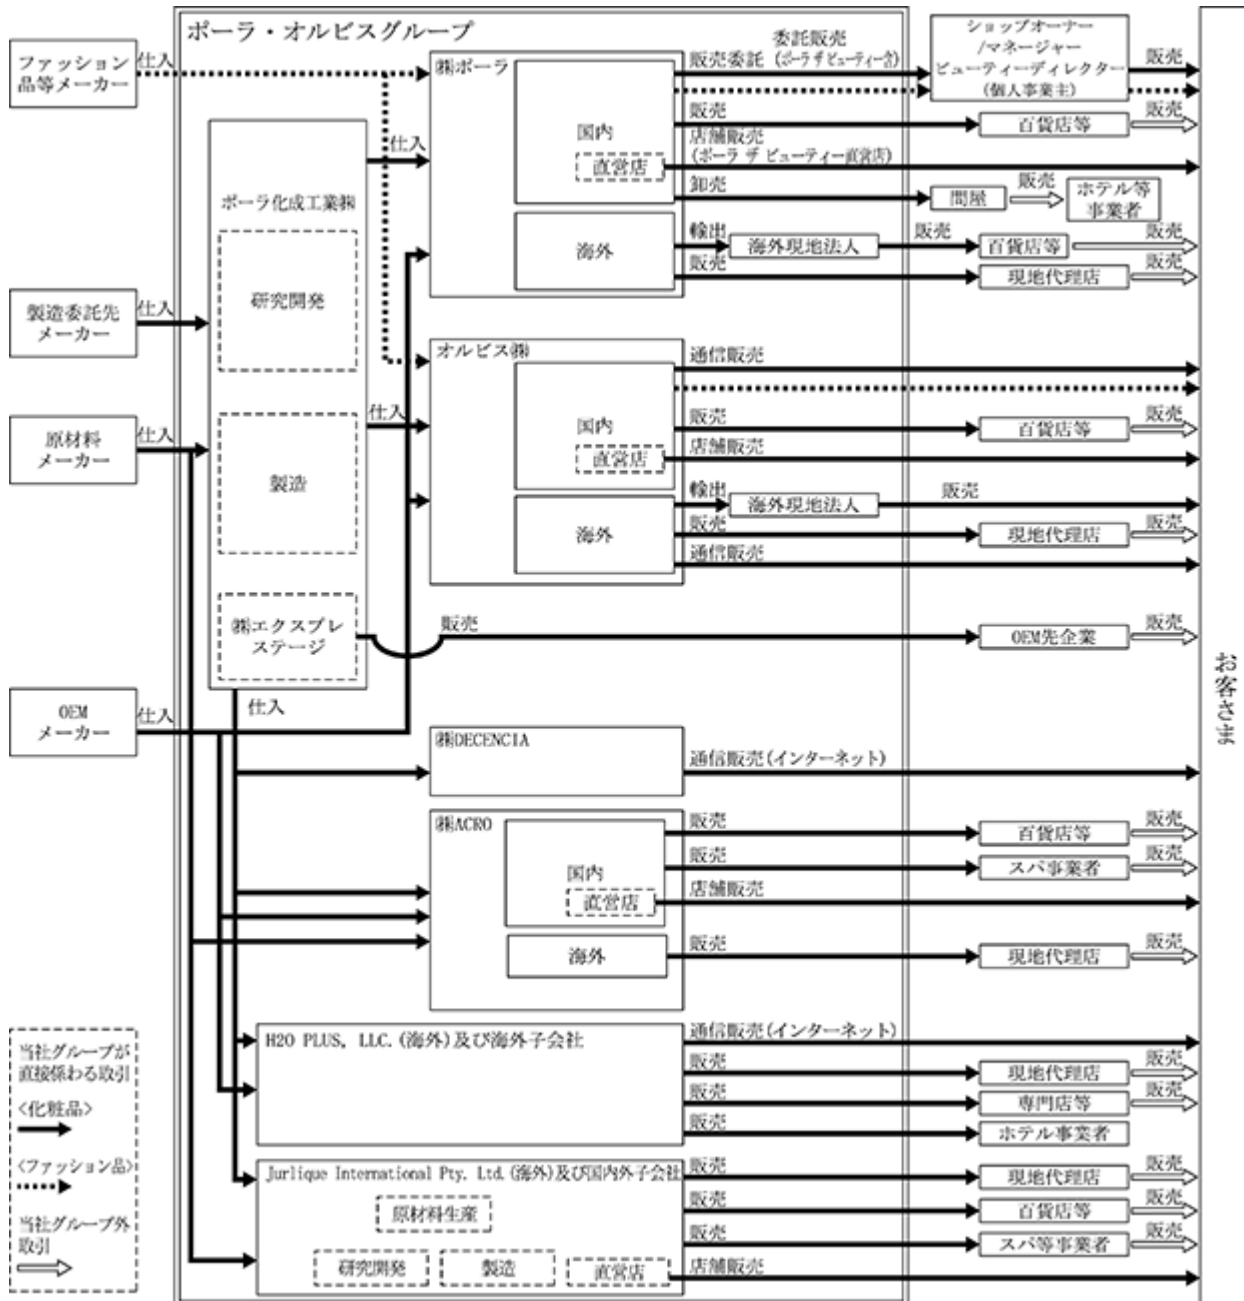 ポーラ・オルビスグループ
ファッション
品等メーカー
仕入
製造委託先
メーカー
仕入
原材料
メーカー
仕入
OEM
メーカー
仕入
ポーラ化成工業㈱
研究開発
製造
㈱エクスプレ
ステージ
仕入
仕入
仕入
販売
OEM先企業
販売
㈱ポーラ
国内
直営店
海外
販売委託
委託販売
(ポーラ ザ ビューティー含)
ショップオーナー
/マネージャー
ビューティーディレクター
(個人事業主)
販売
販売
百貨店等
販売
店舗販売
(ポーラ ザ ビューティー直営店)
卸売
問屋
販売
ホテル等
事業者
輸出
海外現地法人
販売
百貨店等
販売
販売
現地代理店
販売
オルビス㈱
国内
直営店
海外
通信販売
販売
百貨店等
販売
店舗販売
輸出
海外現地法人
販売
販売
現地代理店
販売
通信販売
㈱DECENCIA
通信販売(インターネット)
㈱ACRO
国内
直営店
海外
販売
百貨店等
販売
販売
スパ事業者
販売
店舗販売
販売
現地代理店
販売
H2O PLUS, LLC.(海外)及び海外子会社
通信販売(インターネット)
販売
現地代理店
販売
販売
専門店等
販売
販売
ホテル事業者
Jurlique International Pty. Ltd.(海外)及び国内外子会社
原材料生産
研究開発
製造
直営店
販売
現地代理店
販売
販売
百貨店等
販売
販売
スパ等事業者
販売
店舗販売
お客さま
当社グループが
直接係わる取引
<化粧品>
<ファッション品>
当社グループ外
取引